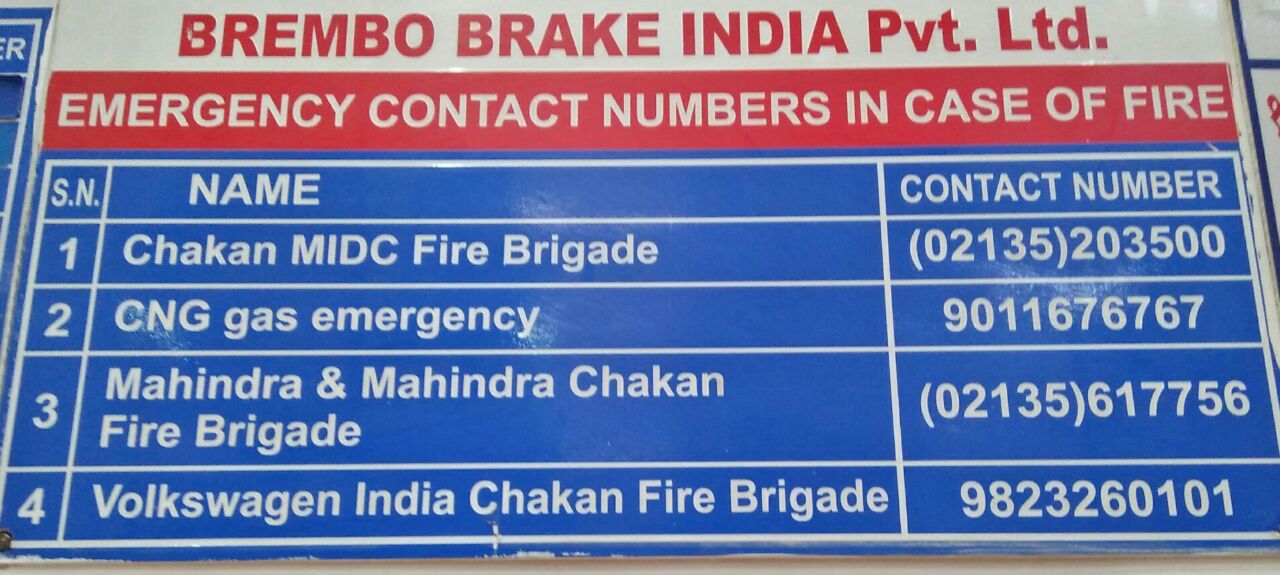 BREMBO BRAKE INDIA Pvt. Ltd.
EMERGENCY CONTACT NUMBERS IN CASE OF FIRE
S.N. NAME CONTACT NUMBER
1 Chakan MIDC Fire Brigade (02135)203500
2 CNG gas emergency 9011676767
3 Mahindra & Mahindra Chakan
Fire Brigade (02135)617756
4 Volkswagen India Chakan Fire Brigade 9823260101
ER